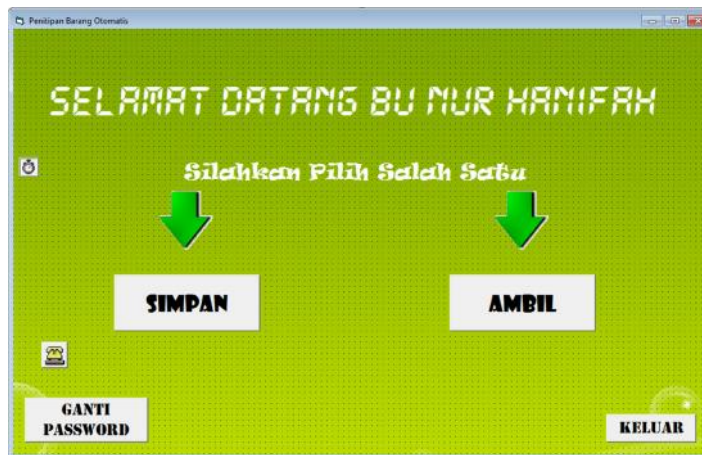 Penitipan Barang Otomatis
SELAMAT DATANG BU NUR HANIFAH
Silahkan Pilih Salah Satu
SIMPAN
AMBIL
GANTI
PASSWORD
KELUAR